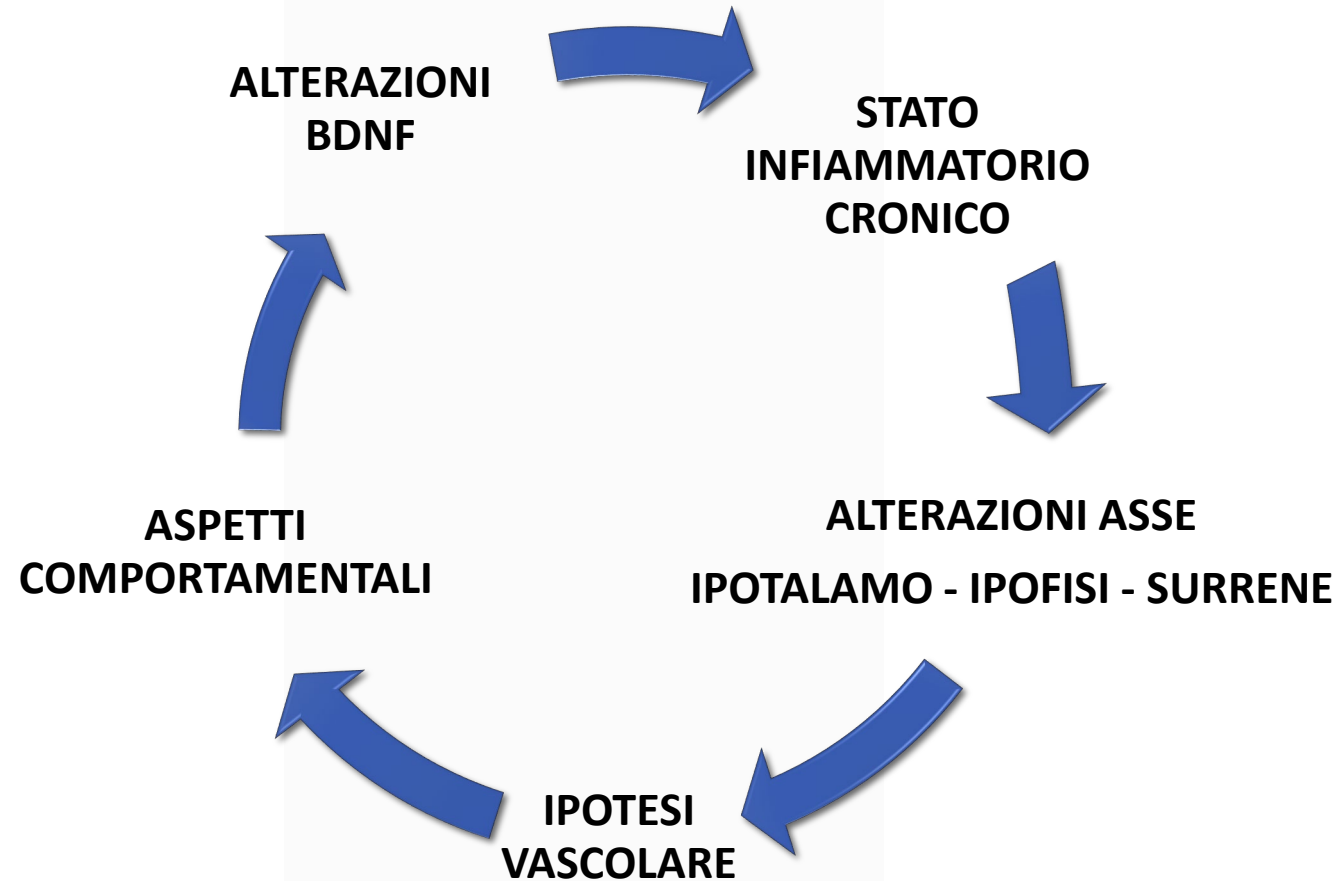 ALTERAZIONI
BDNF
STATO
INFIAMMATORIO
CRONICO
ALTERAZIONI ASSE
IPOTALAMO - IPOFISI - SURRENE
IPOTESI
VASCOLARE
ASPETTI
COMPORTAMENTALI